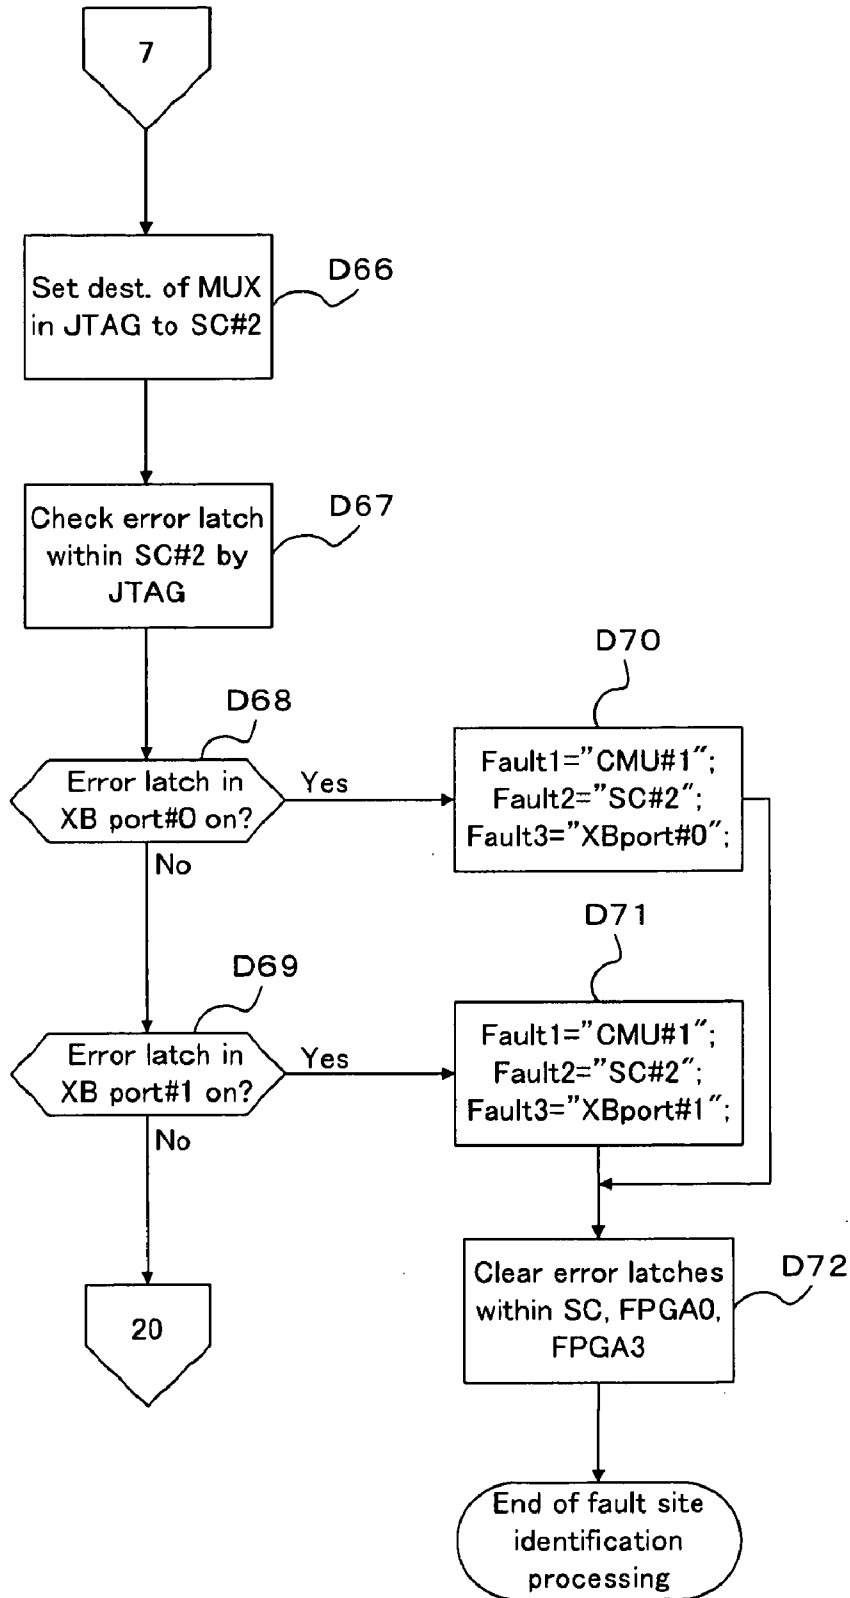 7
D66
Set dest. of MUX
in JTAG to SC#2
D67
Check error latch
within SC#2 by
JTAG
D70
D68
Fault1="CMU#1";
Fault2="SC#2";
Fault3="XBport#0";
Error latch in
XB port#0 on?
Yes
No
D71
D69
Fault1="CMU#1";
Fault2="SC#2";
Fault3="XBport#1";
Error latch in
XB port#1 on?
Yes
No
D72
Clear error latches
within SC, FPGA0,
FPGA3
20
End of fault site
identification
processing